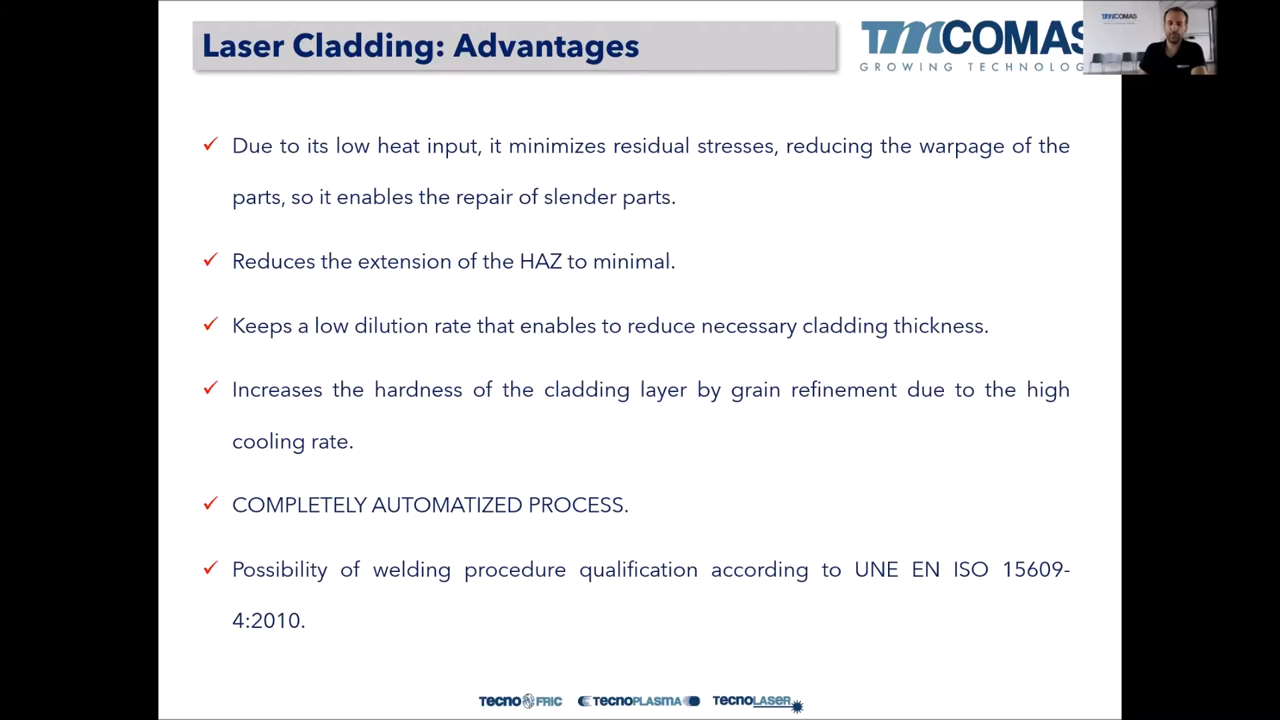 Laser Cladding: Advantages
TMCOMAS
GROWING TECHNOLOG
TMCOMAS
✓ Due to its low heat input, it minimizes residual stresses, reducing the warpage of the
parts, so it enables the repair of slender parts.
✓ Reduces the extension of the HAZ to minimal.
✓ Keeps a low dilution rate that enables to reduce necessary cladding thickness.
✓ Increases the hardness of the cladding layer by grain refinement due to the high
cooling rate.
✓ COMPLETELY AUTOMATIZED PROCESS.
✓ Possibility of welding procedure qualification according to UNE EN ISO 15609-
4:2010.
TECNOFRIC TECNOPLASMA TECNOLASER